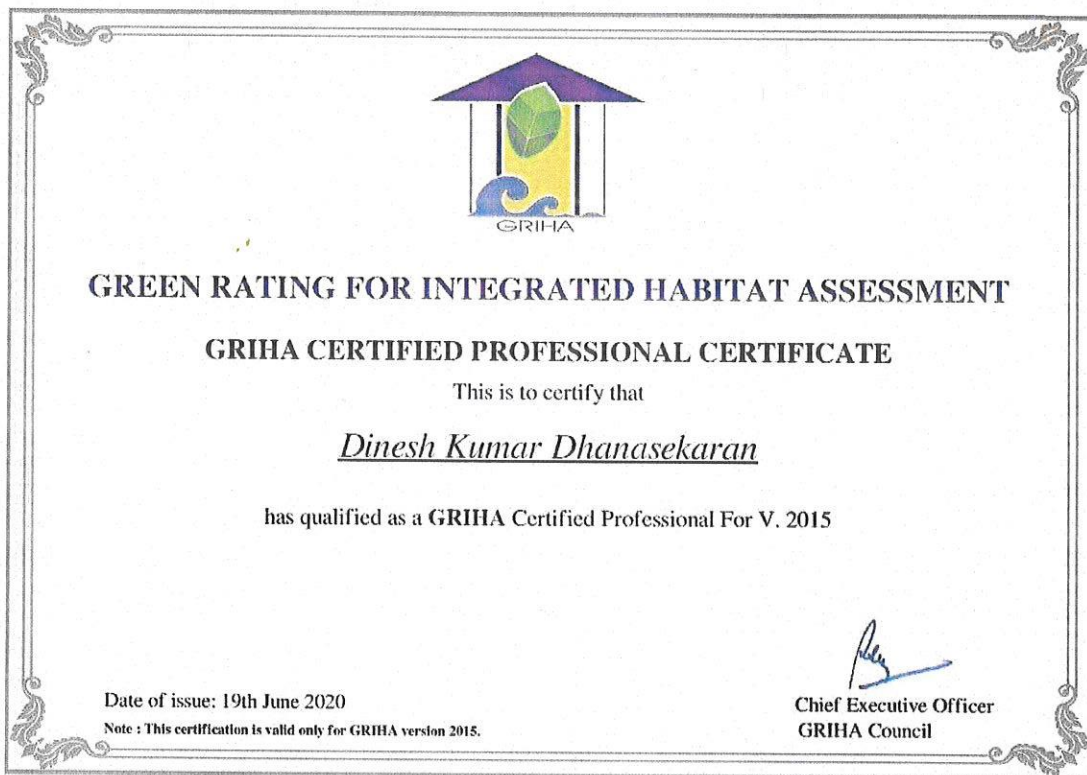 GRIHA
GREEN RATING FOR INTEGRATED HABITAT ASSESSMENT
GRIHA CERTIFIED PROFESSIONAL CERTIFICATE
This is to certify that
Dinesh Kumar Dhanasekaran
has qualified as a GRIHA Certified Professional For V. 2015
Date of issue: 19th June 2020
Note : This certification is valid only for GRIHA version 2015.
Chief Executive Officer
GRIHA Council